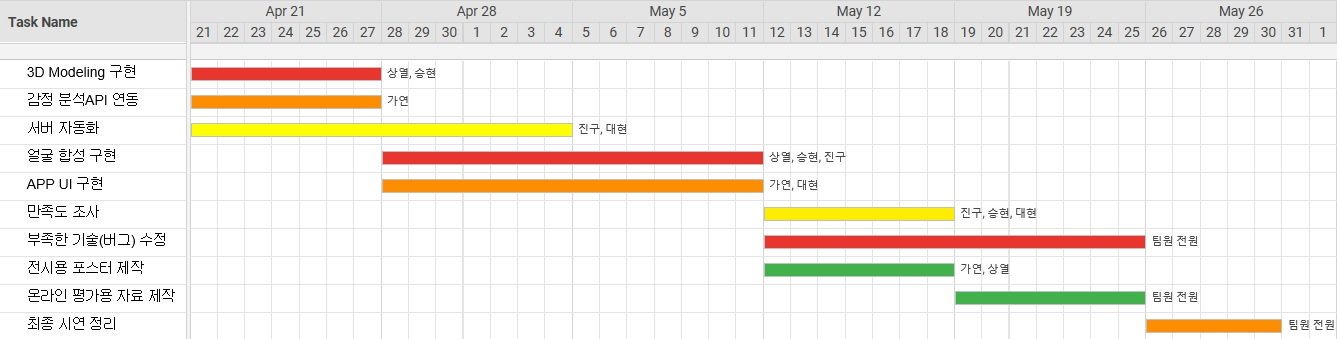 Task Name Apr 21 Apr 28 May 5 May 12 May 19 May 26
21 22 23 24 25 26 27 28 29 30 1 2 3 4 5 6 7 8 9 10 11 12 13 14 15 16 17 18 19 20 21 22 23 24 25 26 27 28 29 30 31 1
3D Modeling 구현 상열, 승현
감정 분석API 연동 가연
서버 자동화 진구, 대현
얼굴 합성 구현 상열, 승현, 진구
APP UI 구현 가연, 대현
만족도 조사 진구, 승현, 대현
부족한 기술(버그) 수정 팀원 전원
전시용 포스터 제작 가연, 상열
온라인 평가용 자료 제작 팀원 전원
최종 시연 정리 팀원 전원